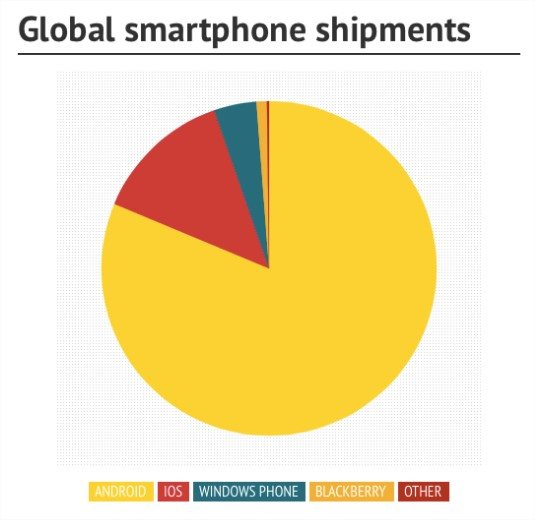 Global smartphone shipments
ANDROID IOS WINDOWS PHONE BLACKBERRY OTHER